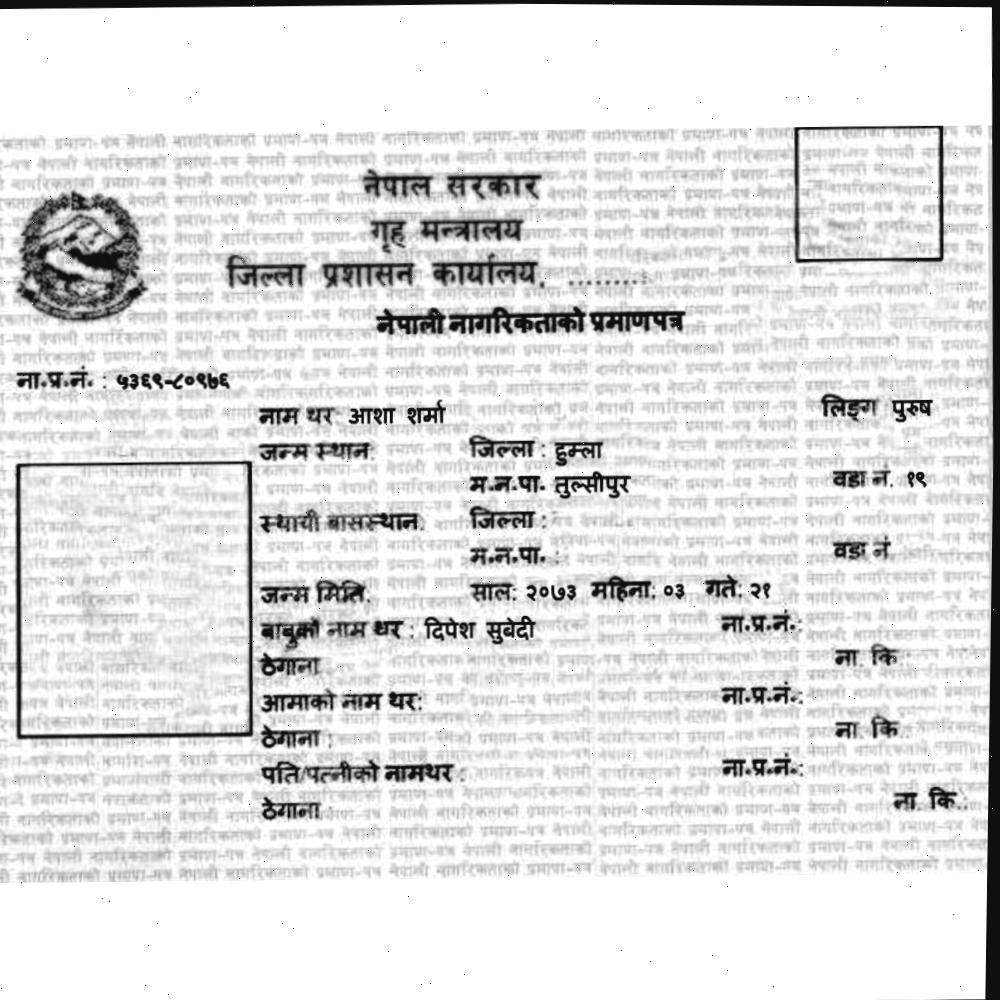 नेपाल सरकार
गृह मन्त्रालय
जिल्ला प्रशासन कार्यालय, .........
नेपाली नागरिकताको प्रमाणपत्र
ना.प्र.नं. : ५३६९-८०९७६
नाम थर: आशा शर्मा लिङ्ग पुरुष
जन्म स्थान: जिल्ला : हुम्ला
म.न.पा. तुल्सीपुर वडा नं. १९
स्थायी बासस्थान: जिल्ला :
म.न.पा. : वडा नं.
जन्म मिति: साल: २०७३ महिना: ०३ गते: २१
बाबुको नाम थर : दिपेश सुबेदी ना.प्र.नं.:
ठेगाना ना. कि.:
आमाको नाम थर: ना.प्र.नं.:
ठेगाना : ना. कि.
पति/पत्नीको नामथर : ना.प्र.नं.:
ठेगाना ना. कि.: